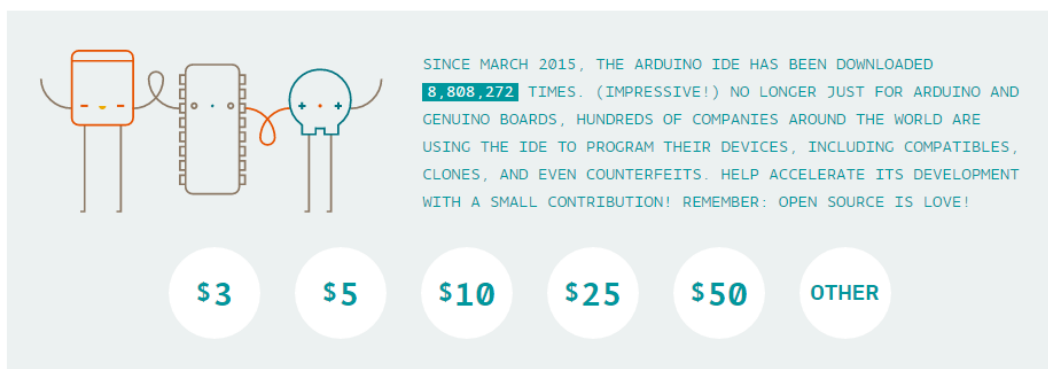 SINCE MARCH 2015, THE ARDUINO IDE HAS BEEN DOWNLOADED
8,808,272 TIMES. (IMPRESSIVE!) NO LONGER JUST FOR ARDUINO AND
GENUINO BOARDS, HUNDREDS OF COMPANIES AROUND THE WORLD ARE
USING THE IDE TO PROGRAM THEIR DEVICES, INCLUDING COMPATIBLES,
CLONES, AND EVEN COUNTERFEITS. HELP ACCELERATE ITS DEVELOPMENT
WITH A SMALL CONTRIBUTION! REMEMBER: OPEN SOURCE IS LOVE!
$3 $5 $10 $25 $50 OTHER